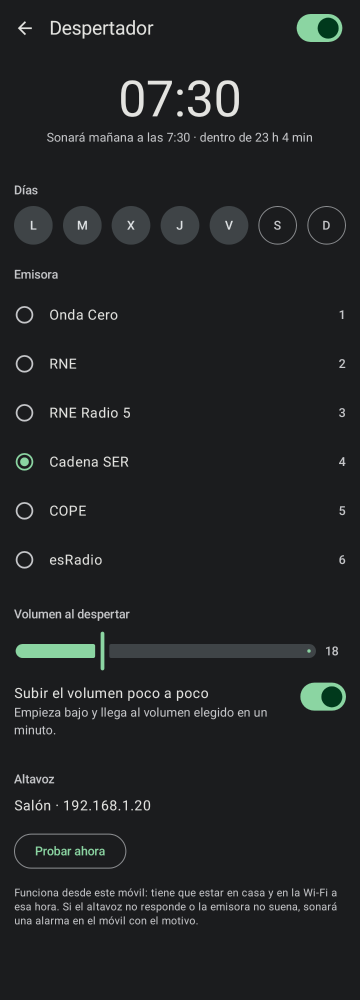 Despertador
07:30
Sonará mañana a las 7:30 · dentro de 23 h 4 min
Días
L M X J V S D
Emisora
Onda Cero 1
RNE 2
RNE Radio 5 3
Cadena SER 4
COPE 5
esRadio 6
Volumen al despertar
18
Subir el volumen poco a poco
Empieza bajo y llega al volumen elegido en un
minuto.
Altavoz
Salón · 192.168.1.20
Probar ahora
Funciona desde este móvil: tiene que estar en casa y en la Wi-Fi a
esa hora. Si el altavoz no responde o la emisora no suena, sonará
una alarma en el móvil con el motivo.